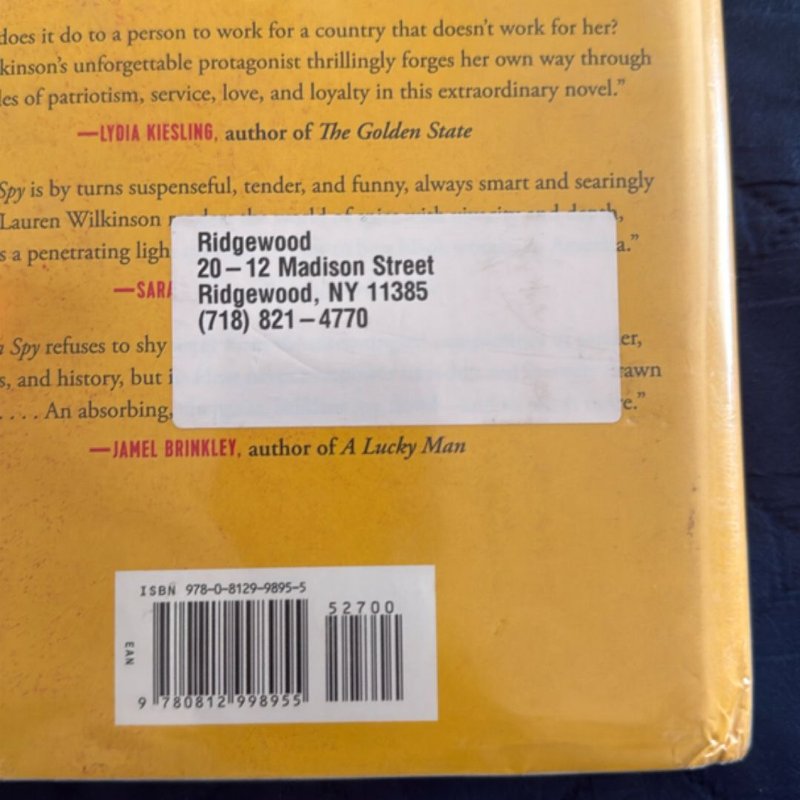 does it do to a person to work for a country that doesn't work for her?
kinson's unforgettable protagonist thrillingly forges her own way through
les of patriotism, service, love, and loyalty in this extraordinary novel."
—LYDIA KIESLING, author of The Golden State
Spy is by turns suspenseful, tender, and funny, always smart and searingly
Lauren Wilkinson
s a penetrating ligh a."
—SARA
Ridgewood
20–12 Madison Street
Ridgewood, NY 11385
(718) 821–4770
n Spy refuses to shy er,
s, and history, but i rawn
. . . . An absorbing, e."
—JAMEL BRINKLEY, author of A Lucky Man
ISBN 978-0-8129-9895-5
52700
EAN
9 780812 998955